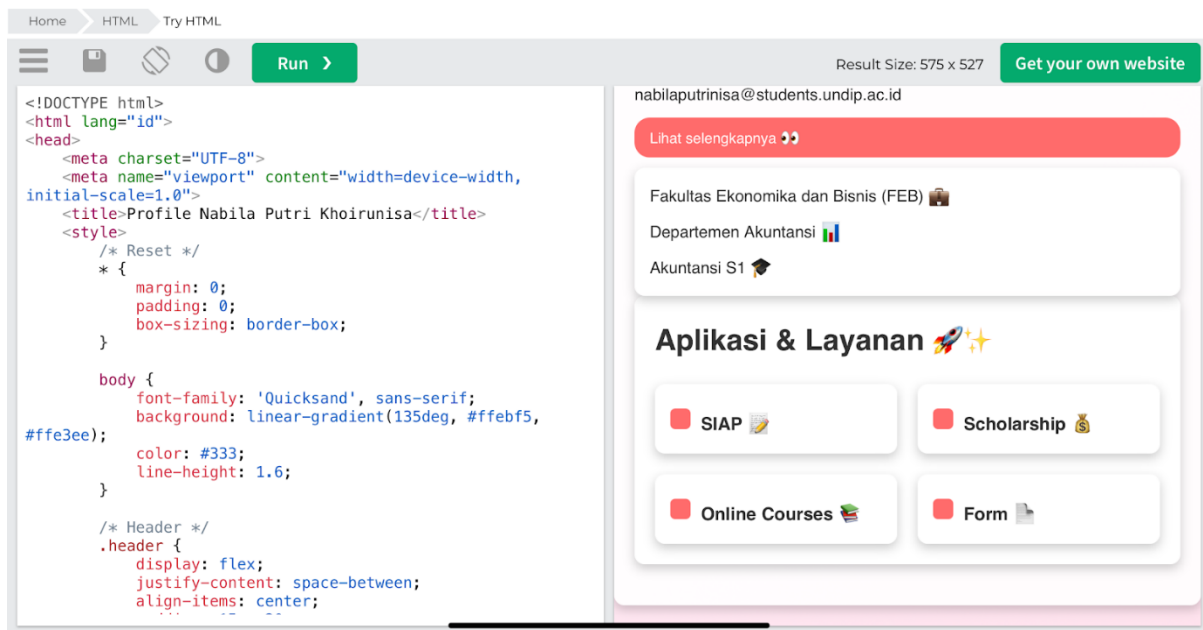 Home
HTML
Try HTML
Run ❯
Result Size: 575 x 527
Get your own website
<!DOCTYPE html>
<html lang="id">
<head>
    <meta charset="UTF-8">
    <meta name="viewport" content="width=device-width,
initial-scale=1.0">
    <title>Profile Nabila Putri Khoirunisa</title>
    <style>
        /* Reset */
        * {
            margin: 0;
            padding: 0;
            box-sizing: border-box;
        }

        body {
            font-family: 'Quicksand', sans-serif;
            background: linear-gradient(135deg, #ffebf5,
#ffe3ee);
            color: #333;
            line-height: 1.6;
        }

        /* Header */
        .header {
            display: flex;
            justify-content: space-between;
            align-items: center;
nabilaputrinisa@students.undip.ac.id
Lihat selengkapnya 👀
Fakultas Ekonomika dan Bisnis (FEB) 💼
Departemen Akuntansi 📊
Akuntansi S1 🎓
Aplikasi & Layanan 🚀✨
SIAP 📝
Scholarship 💰
Online Courses 📚
Form 📄